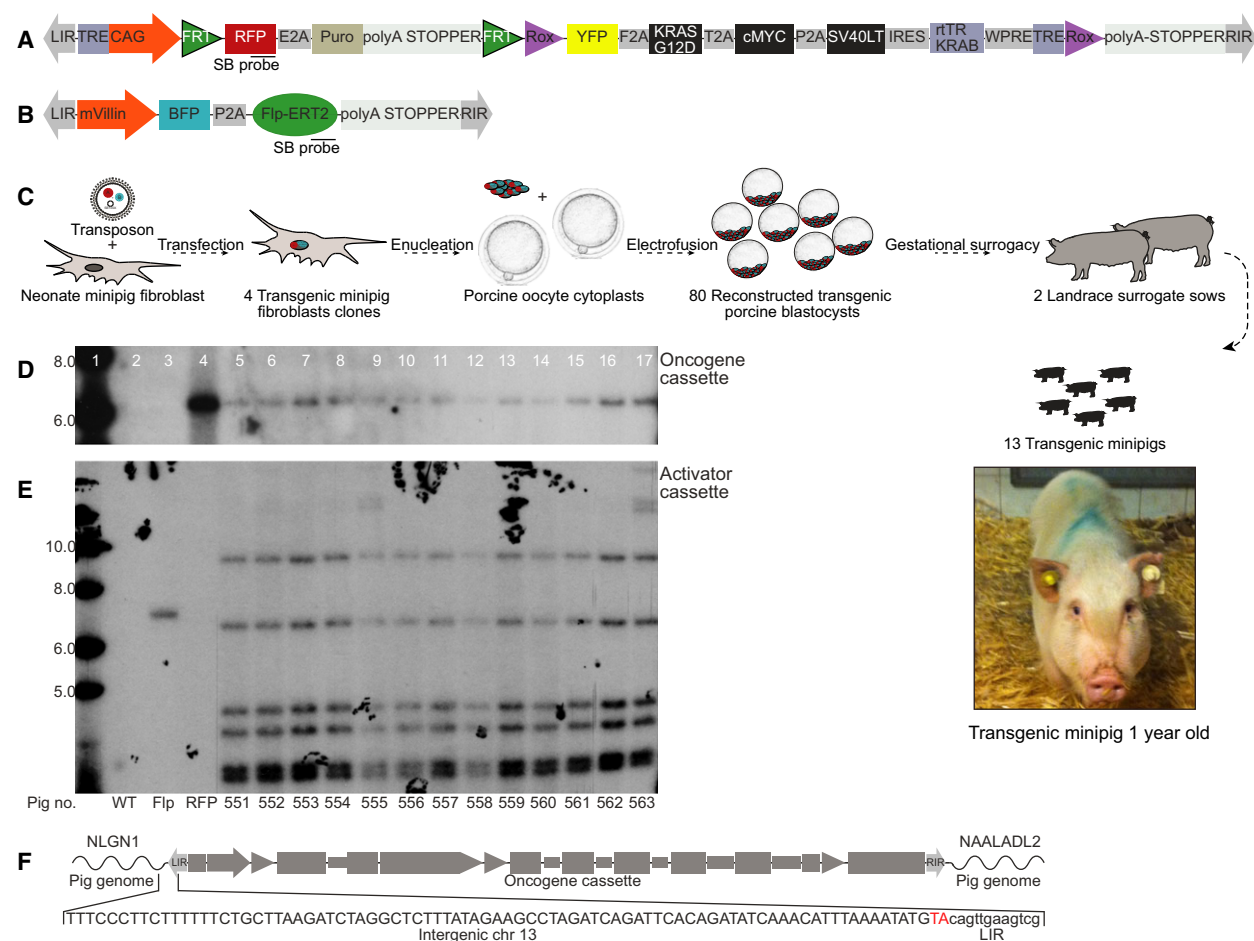 A
LIR TRE CAG FRT RFP E2A Puro polyA STOPPER FRT Rox YFP F2A KRAS G12D T2A cMYC P2A SV40LT IRES rtTR KRAB WPRE TRE Rox polyA-STOPPER RIR
SB probe
B
LIR mVillin BFP P2A Flp-ERT2 polyA STOPPER RIR
SB probe
C
Transposon
+
Neonate minipig fibroblast
Transfection
4 Transgenic minipig
fibroblasts clones
Enucleation
+
Porcine oocyte cytoplasts
Electrofusion
80 Reconstructed transgenic
porcine blastocysts
Gestational surrogacy
2 Landrace surrogate sows
13 Transgenic minipigs
Transgenic minipig 1 year old
D
8.0
6.0
1 2 3 4 5 6 7 8 9 10 11 12 13 14 15 16 17
Oncogene
cassette
E
Activator
cassette
10.0
8.0
6.0
5.0
Pig no. WT Flp RFP 551 552 553 554 555 556 557 558 559 560 561 562 563
F
NLGN1
Pig genome
LIR
Oncogene cassette
RIR
NAALADL2
Pig genome
TTTCCCTTCTTTTTTCTGCTTAAGATCTAGGCTCTTTATAGAAGCCTAGATCAGATTCACAGATATCAAACATTTAAAATATGTAcagttgaagtcg
Intergenic chr 13
LIR